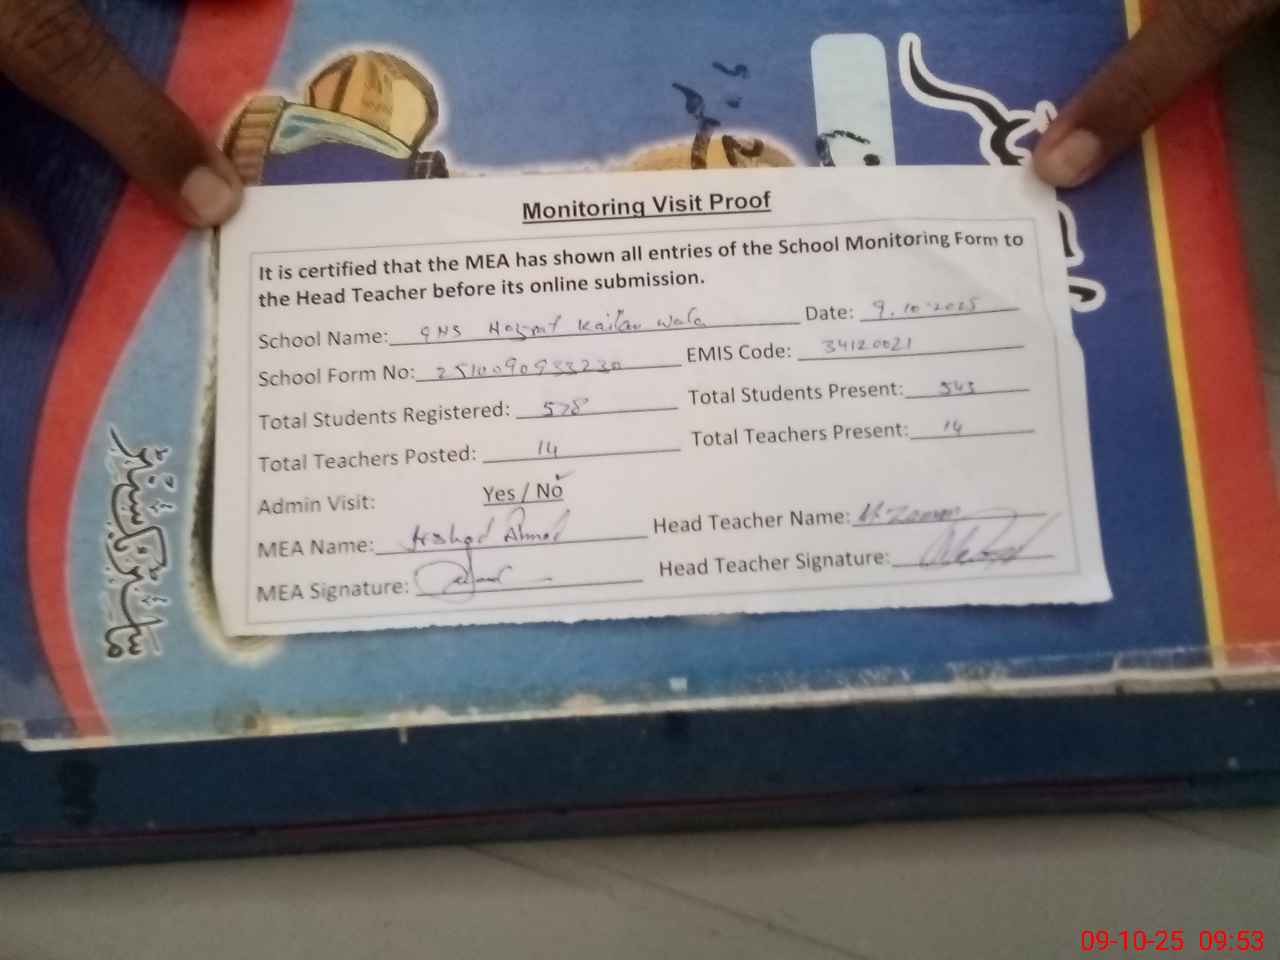 Monitoring Visit Proof
It is certified that the MEA has shown all entries of the School Monitoring Form to
the Head Teacher before its online submission.
School Name: Wala Date: 9.10.2025
School Form No: 2510090933230 EMIS Code: 34120021
Total Students Registered: 578 Total Students Present: 543
Total Teachers Posted: 14 Total Teachers Present: 14
Admin Visit: Yes / No
MEA Name: Arshad Ahmad Head Teacher Name:
MEA Signature: Head Teacher Signature:
09-10-25 09:53